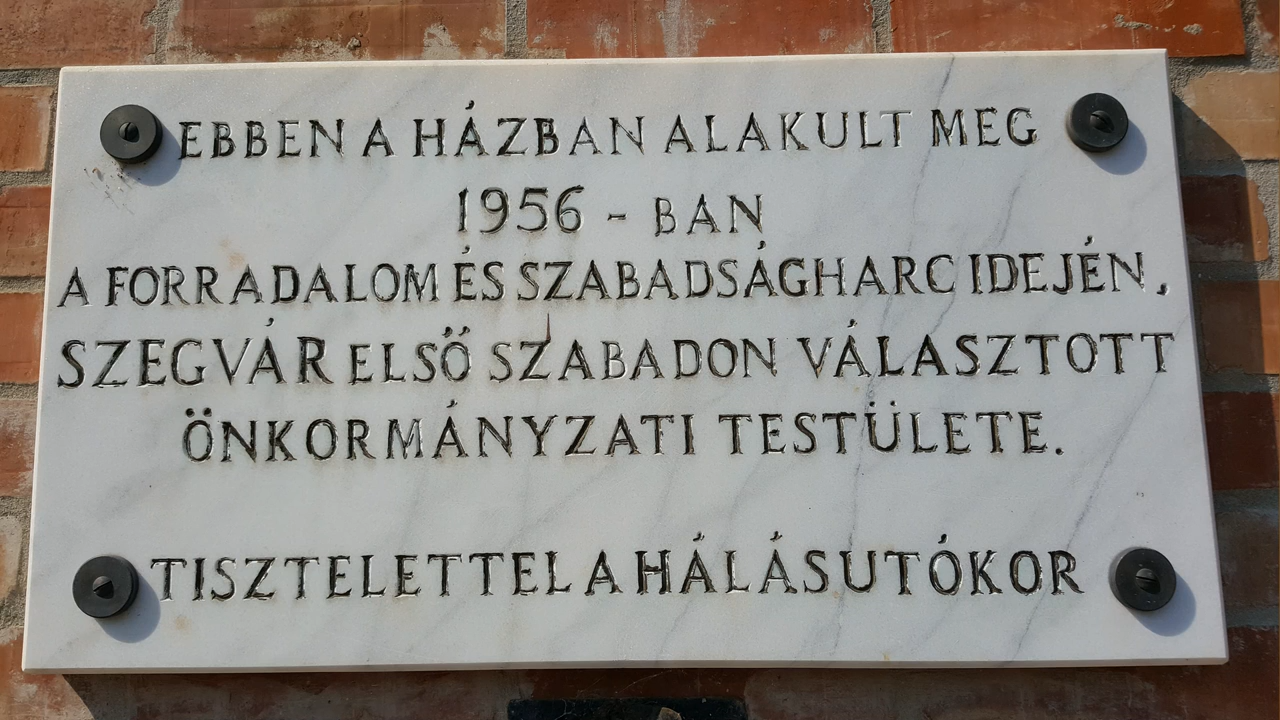 EBBEN A HÁZBAN ALAKULT MEG
1956 - BAN
A FORRADALOM ÉS SZABADSÁGHARC IDEJÉN,
SZEGVÁR ELSŐ SZABADON VÁLASZTOTT
ÖNKORMÁNYZATI TESTÜLETE.
TISZTELETTEL A HÁLÁS UTÓKOR